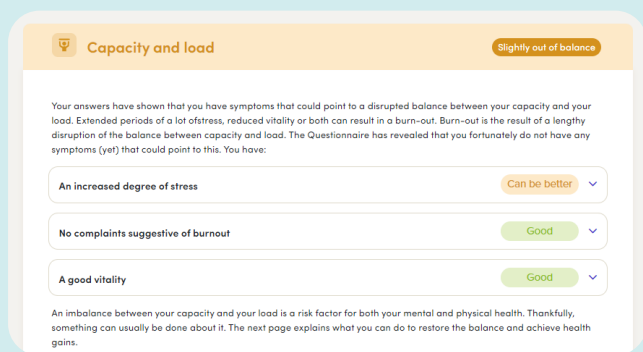 Capacity and load
Slightly out of balance
Your answers have shown that you have symptoms that could point to a disrupted balance between your capacity and your
load. Extended periods of a lot ofstress, reduced vitality or both can result in a burn-out. Burn-out is the result of a lengthy
disruption of the balance between capacity and load. The Questionnaire has revealed that you fortunately do not have any
symptoms (yet) that could point to this. You have:
An increased degree of stress
Can be better
No complaints suggestive of burnout
Good
A good vitality
Good
An imbalance between your capacity and your load is a risk factor for both your mental and physical health. Thankfully,
something can usually be done about it. The next page explains what you can do to restore the balance and achieve health
gains.